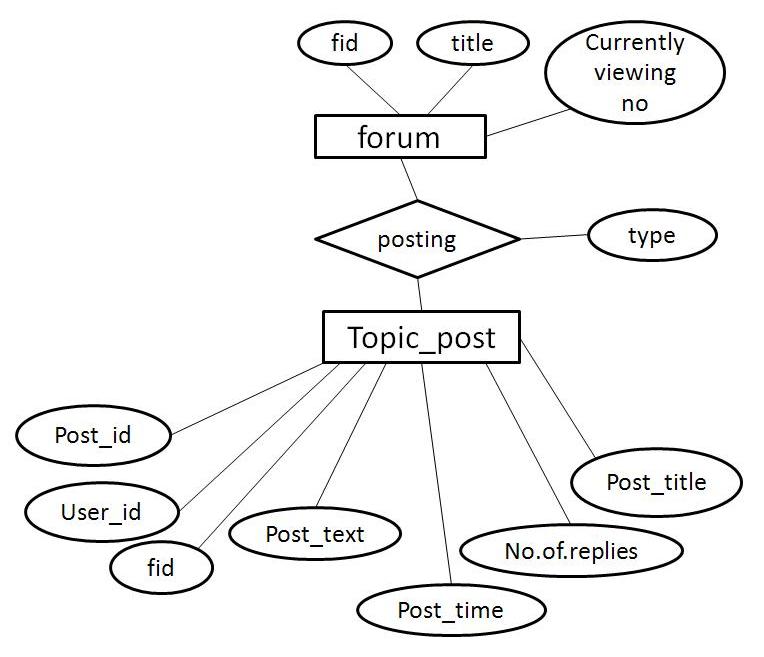 fid
title
Currently
viewing
no
forum
posting
type
Topic_post
Post_id
User_id
fid
Post_text
Post_time
No.of.replies
Post_title